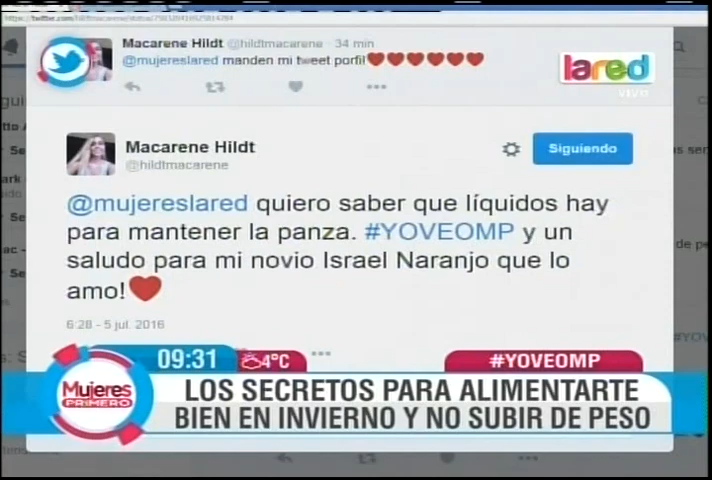 Macarene Hildt @hildtmacarene · 34 min
@mujereslared manden mi tweet porfil❤❤❤❤❤❤
lared
VIVO
Macarene Hildt
@hildtmacarene
Siguiendo
@mujereslared quiero saber que líquidos hay
para mantener la panza. #YOVEOMP y un
saludo para mi novio Israel Naranjo que lo
amo!❤
6:28 - 5 jul. 2016
09:31
4°C
#YOVEOMP
Mujeres
PRIMERO
LOS SECRETOS PARA ALIMENTARTE
BIEN EN INVIERNO Y NO SUBIR DE PESO